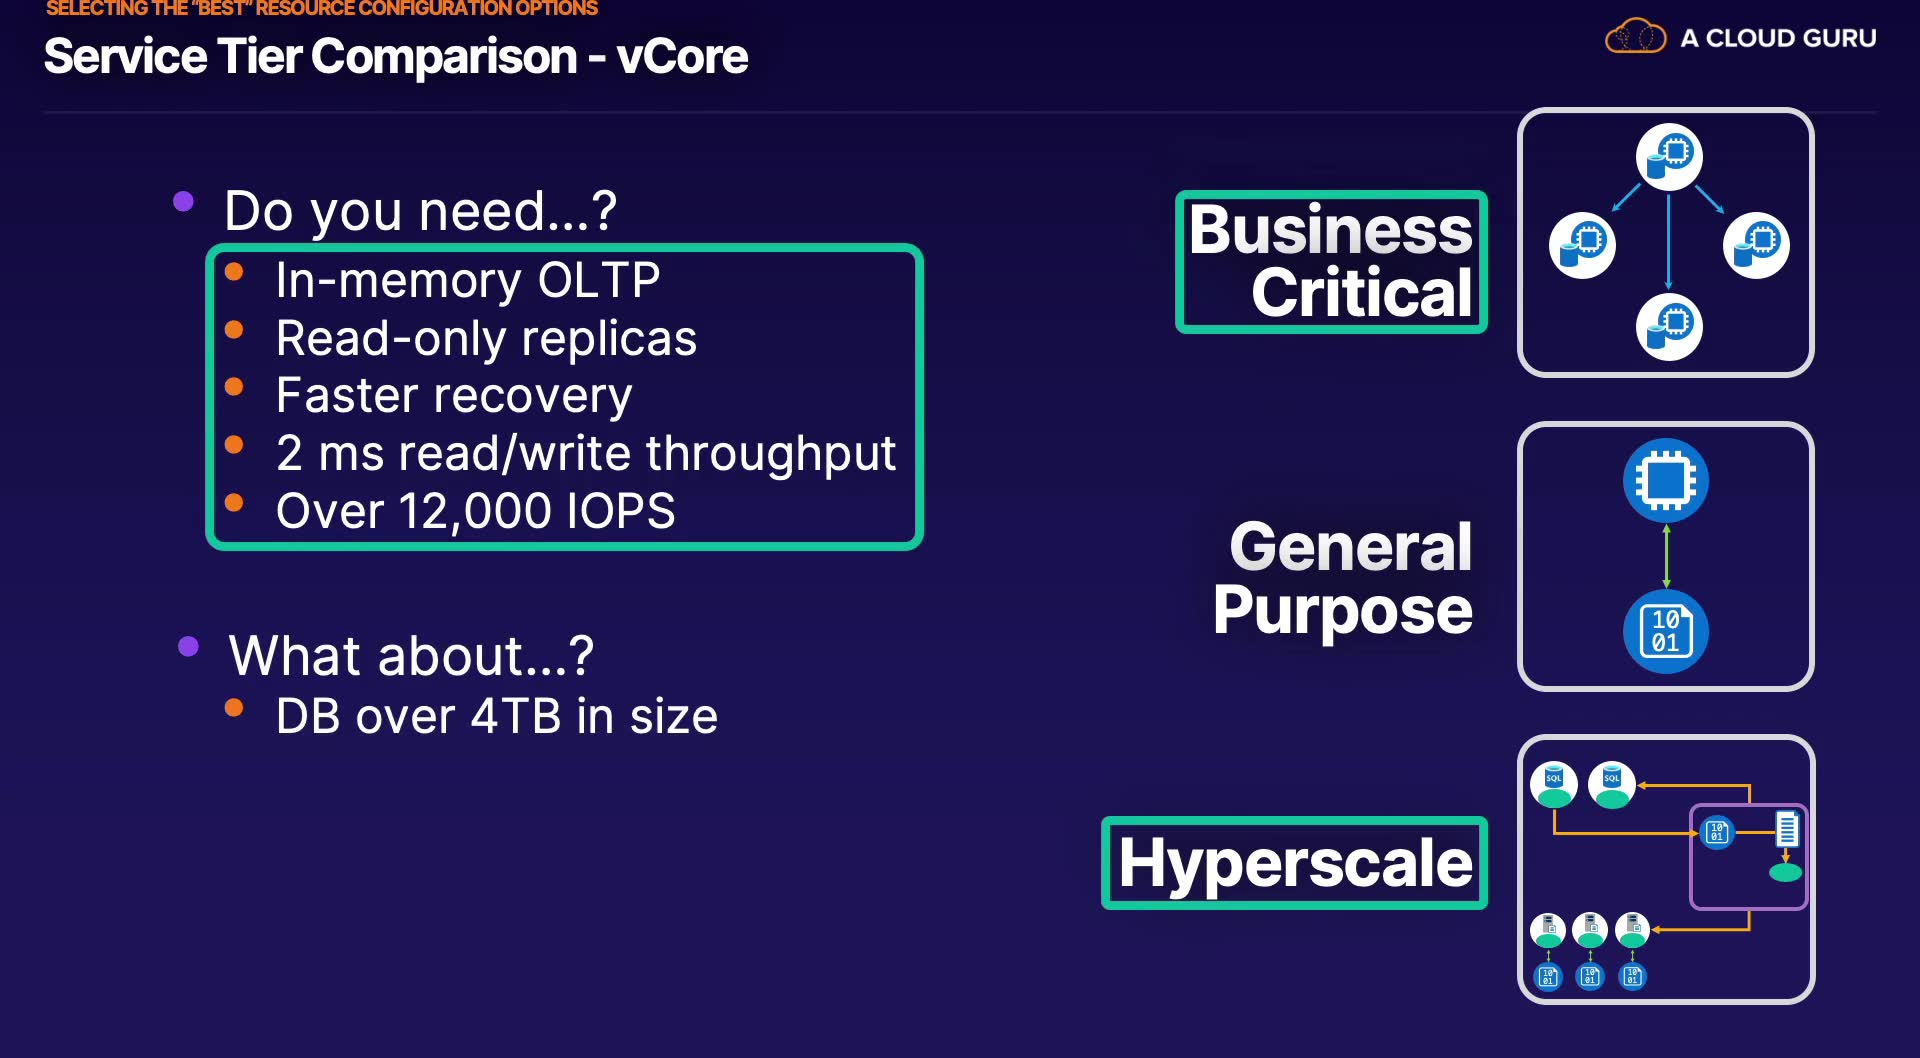 SELECTING THE "BEST" RESOURCE CONFIGURATION OPTIONS
Service Tier Comparison - vCore
A CLOUD GURU
Do you need...?
In-memory OLTP
Read-only replicas
Faster recovery
2 ms read/write throughput
Over 12,000 IOPS
What about...?
DB over 4TB in size
Business
Critical
General
Purpose
10
01
Hyperscale
SQL
SQL
10
01
10
01
10
01
10
01